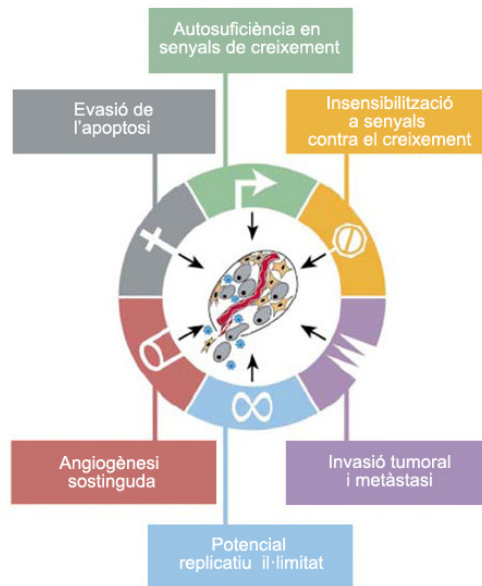 Autosuficiència en
senyals de creixement
Evasió de
l'apoptosi
Insensibilització
a senyals
contra el creixement
Angiogènesi
sostinguda
Invasió tumoral
i metàstasi
Potencial
replicatiu il·limitat